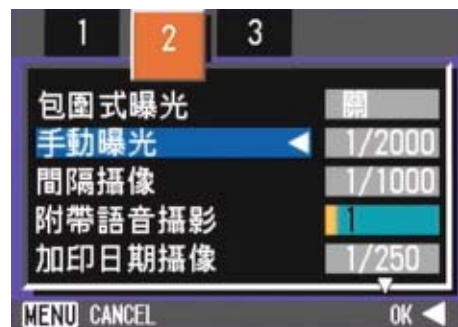 1 2 3
包圍式曝光 關
手動曝光 ◀ 1/2000
間隔攝像 1/1000
附帶語音攝影 1
加印日期攝像 1/250
MENU CANCEL OK ◀